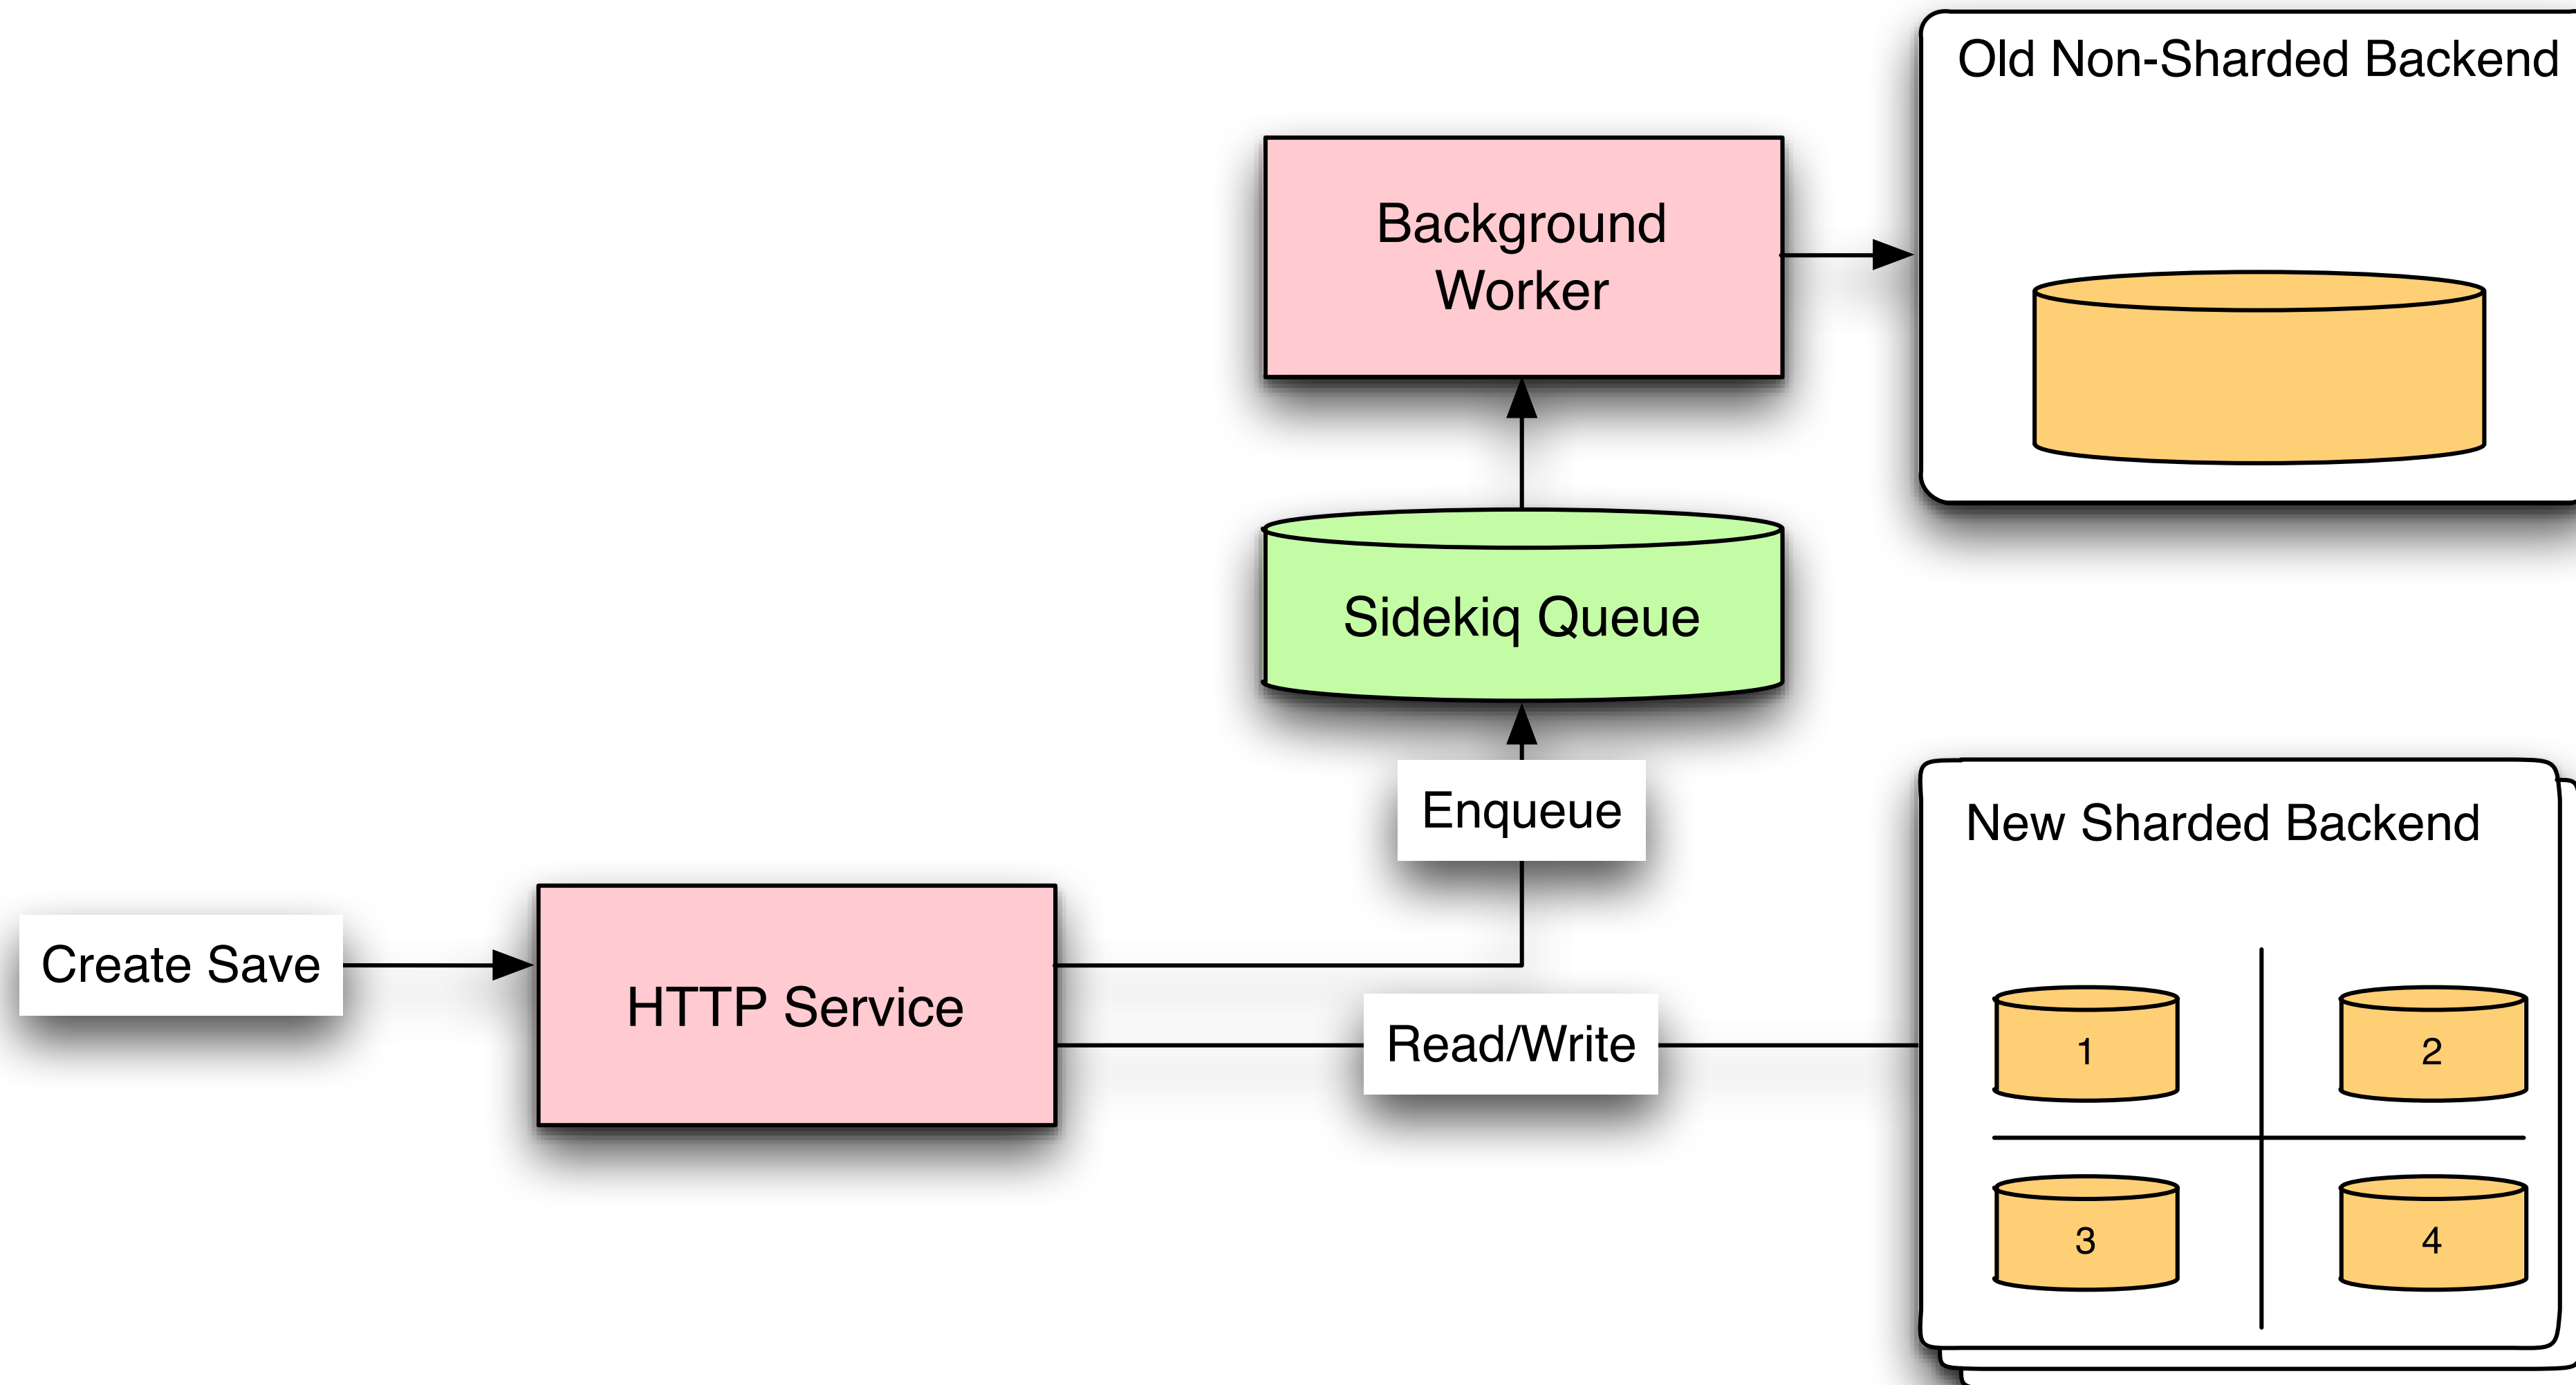 Old Non-Sharded Backend
Background
Worker
Sidekiq Queue
Enqueue
New Sharded Backend
Create Save
HTTP Service
Read/Write
1
2
3
4